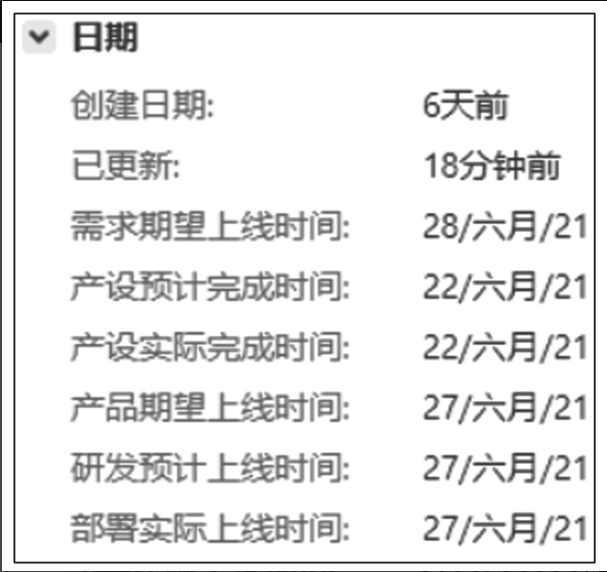 日期
创建日期: 6天前
已更新: 18分钟前
需求期望上线时间: 28/六月/21
产设预计完成时间: 22/六月/21
产设实际完成时间: 22/六月/21
产品期望上线时间: 27/六月/21
研发预计上线时间: 27/六月/21
部署实际上线时间: 27/六月/21